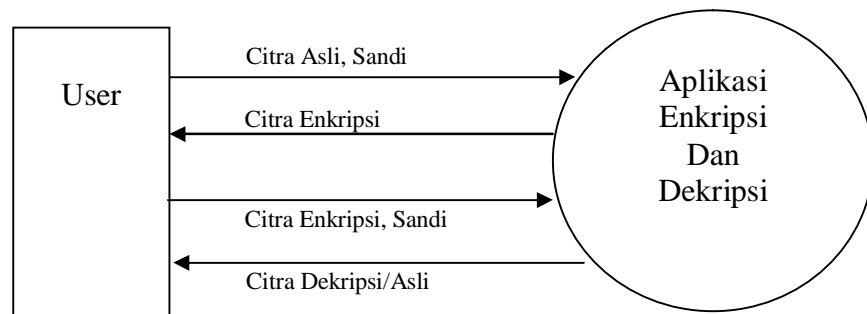 User
Citra Asli, Sandi
Citra Enkripsi
Citra Enkripsi, Sandi
Citra Dekripsi/Asli
Aplikasi
Enkripsi
Dan
Dekripsi